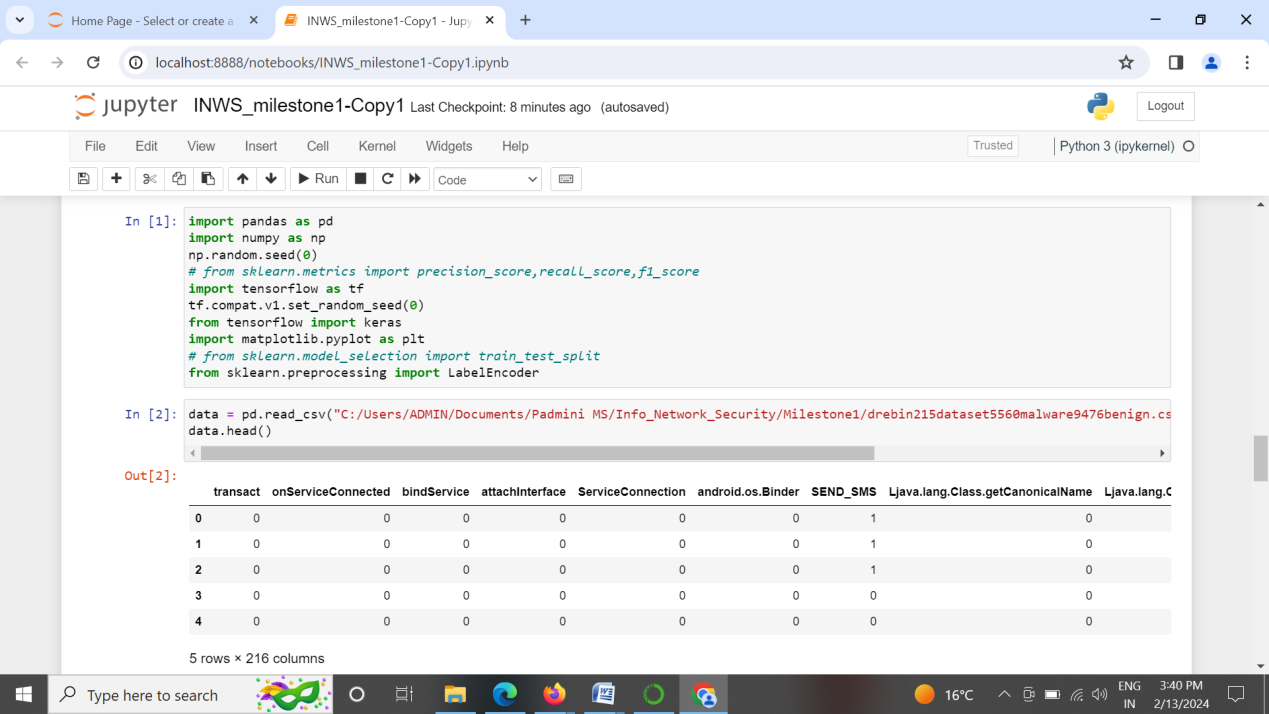 Home Page - Select or create a
INWS_milestone1-Copy1 - Jupy
localhost:8888/notebooks/INWS_milestone1-Copy1.ipynb
jupyter INWS_milestone1-Copy1 Last Checkpoint: 8 minutes ago (autosaved)
Logout
File Edit View Insert Cell Kernel Widgets Help
Trusted
Python 3 (ipykernel)
Run
Code
In [1]:
import pandas as pd
import numpy as np
np.random.seed(0)
# from sklearn.metrics import precision_score,recall_score,f1_score
import tensorflow as tf
tf.compat.v1.set_random_seed(0)
from tensorflow import keras
import matplotlib.pyplot as plt
# from sklearn.model_selection import train_test_split
from sklearn.preprocessing import LabelEncoder
In [2]:
data = pd.read_csv("C:/Users/ADMIN/Documents/Padmini MS/Info_Network_Security/Milestone1/drebin215dataset5560malware9476benign.cs
data.head()
Out[2]:
transact onServiceConnected bindService attachInterface ServiceConnection android.os.Binder SEND_SMS Ljava.lang.Class.getCanonicalName Ljava.lang.C
0 0 0 0 0 0 0 1 0
1 0 0 0 0 0 0 1 0
2 0 0 0 0 0 0 1 0
3 0 0 0 0 0 0 0 0
4 0 0 0 0 0 0 0 0
5 rows × 216 columns
Type here to search
16°C
ENG
IN
3:40 PM
2/13/2024